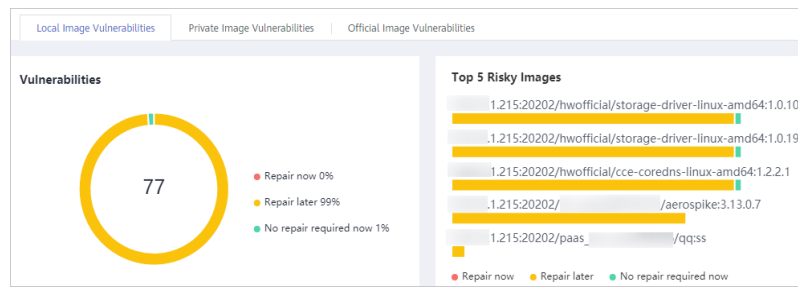 Local Image Vulnerabilities Private Image Vulnerabilities Official Image Vulnerabilities
Vulnerabilities
77
Repair now 0%
Repair later 99%
No repair required now 1%
Top 5 Risky Images
1.215:20202/hwofficial/storage-driver-linux-amd64:1.0.10
.1.215:20202/hwofficial/storage-driver-linux-amd64:1.0.19
1.215:20202/hwofficial/cce-coredns-linux-amd64:1.2.2.1
.1.215:20202/ /aerospike:3.13.0.7
1.215:20202/paas_ /qq:ss
Repair now Repair later No repair required now